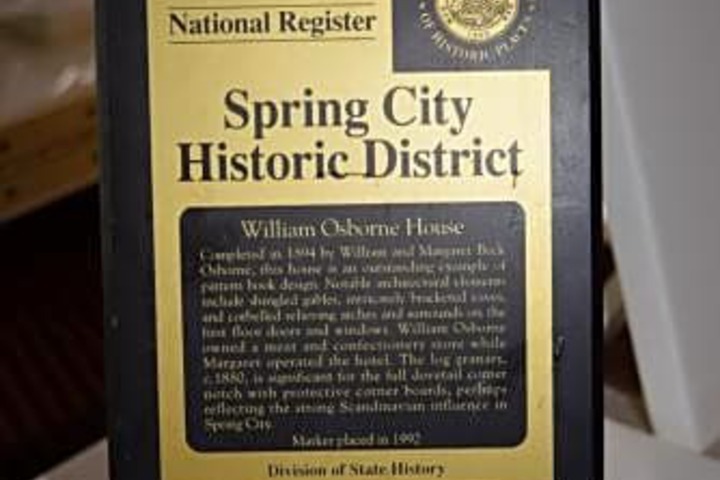 National Register
OF HISTORIC PLACES
Spring City
Historic District
William Osborne House
Completed in 1894 by William and Margaret Beck
Osborne, this house is an outstanding example of
pattern book design. Notable architectural elements
include shingled gables, intricately bracketed eaves,
and corbelled relieving arches and surrounds on the
first floor doors and windows. William Osborne
owned a meat and confectionery store while
Margaret operated the hotel. The log granary,
c.1880, is significant for the full dovetail corner
notch with protective corner boards, perhaps
reflecting the strong Scandinavian influence in
Spring City.
Marker placed in 1992
Division of State History